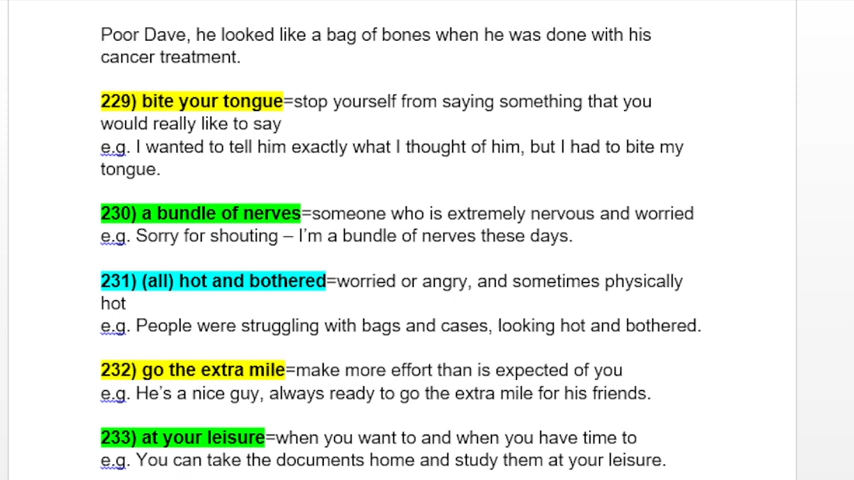 Poor Dave, he looked like a bag of bones when he was done with his
cancer treatment.
229) bite your tongue=stop yourself from saying something that you
would really like to say
e.g. I wanted to tell him exactly what I thought of him, but I had to bite my
tongue.
230) a bundle of nerves=someone who is extremely nervous and worried
e.g. Sorry for shouting – I’m a bundle of nerves these days.
231) (all) hot and bothered=worried or angry, and sometimes physically
hot
e.g. People were struggling with bags and cases, looking hot and bothered.
232) go the extra mile=make more effort than is expected of you
e.g. He’s a nice guy, always ready to go the extra mile for his friends.
233) at your leisure=when you want to and when you have time to
e.g. You can take the documents home and study them at your leisure.